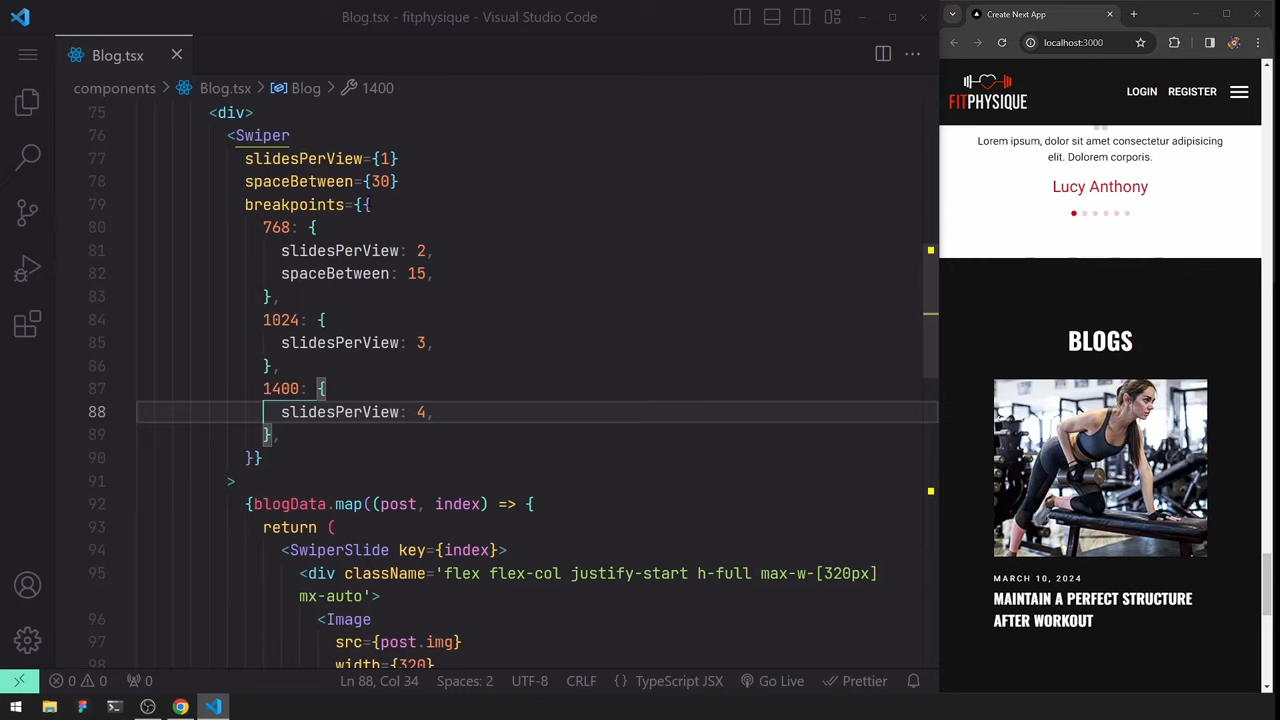 Blog.tsx - fitphysique - Visual Studio Code
Blog.tsx
components > Blog.tsx > Blog > 1400
75 <div>
76 <Swiper
77 slidesPerView={1}
78 spaceBetween={30}
79 breakpoints={{
80 768: {
81 slidesPerView: 2,
82 spaceBetween: 15,
83 },
84 1024: {
85 slidesPerView: 3,
86 },
87 1400: {
88 slidesPerView: 4,
89 },
90 }}
91 >
92 {blogData.map((post, index) => {
93 return (
94 <SwiperSlide key={index}>
95 <div className='flex flex-col justify-start h-full max-w-[320px]
mx-auto'>
96 <Image
97 src={post.img}
98 width={320}
0 0 0 Ln 88, Col 34 Spaces: 2 UTF-8 CRLF {} TypeScript JSX Go Live Prettier
Create Next App
localhost:3000
FITPHYSIQUE
LOGIN REGISTER
Lorem ipsum, dolor sit amet consectetur adipisicing
elit. Dolorem corporis.
Lucy Anthony
BLOGS
MARCH 10, 2024
MAINTAIN A PERFECT STRUCTURE
AFTER WORKOUT